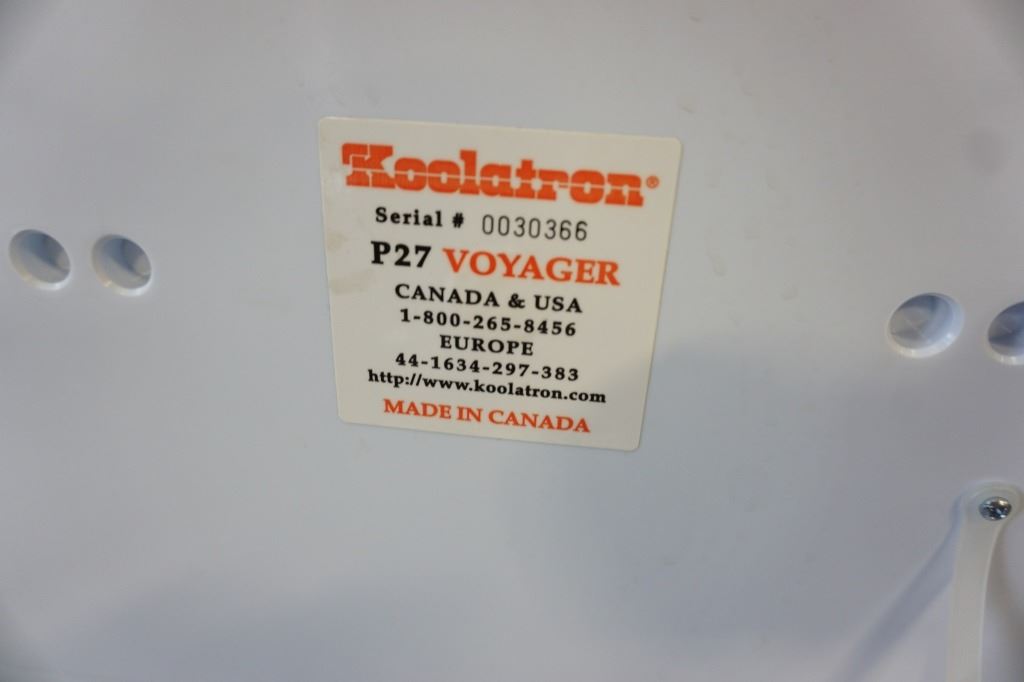 Koolatron®
Serial # 0030366
P27 VOYAGER
CANADA & USA
1-800-265-8456
EUROPE
44-1634-297-383
http://www.koolatron.com
MADE IN CANADA